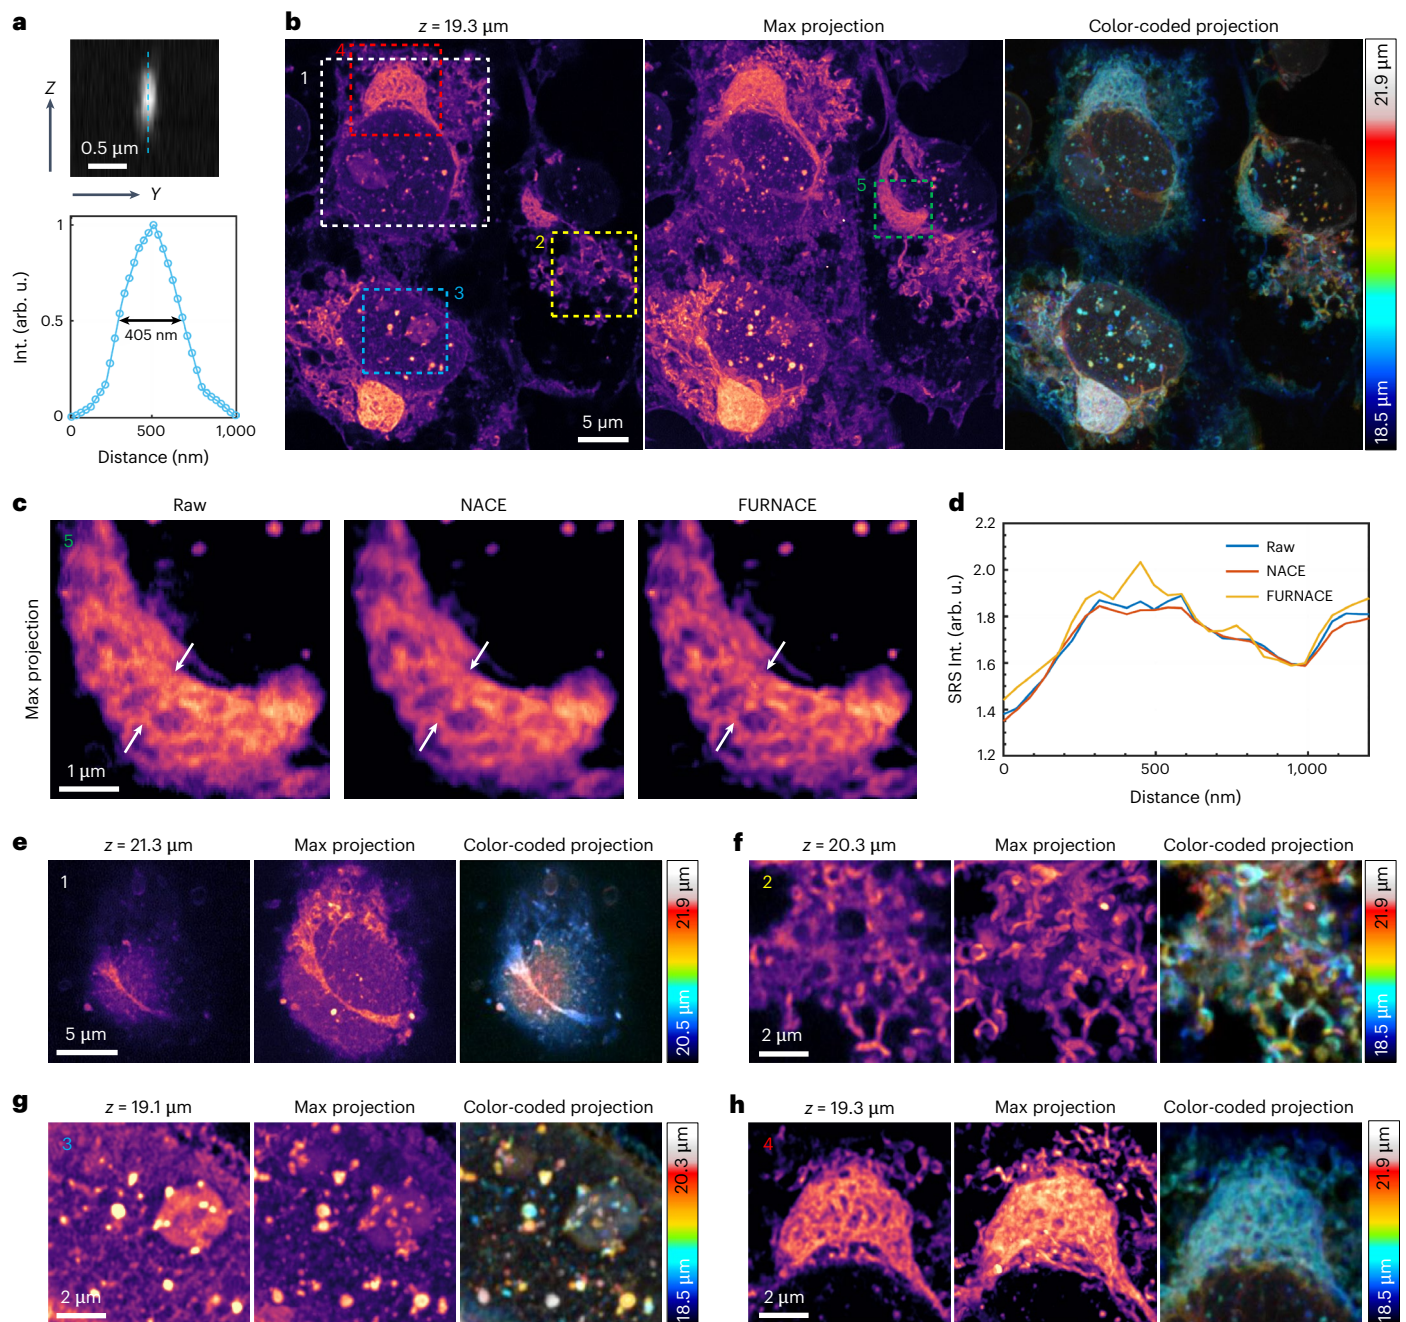 a
Z
0.5 µm
Y
1
0.5
0
Int. (arb. u.)
405 nm
0
500
1,000
Distance (nm)
b
z = 19.3 µm
Max projection
Color-coded projection
1
4
2
3
5
5 µm
21.9 µm
18.5 µm
c
Raw
NACE
FURNACE
Max projection
5
1 µm
d
2.2
2.0
1.8
1.6
1.4
1.2
SRS Int. (arb. u.)
Raw
NACE
FURNACE
0
500
1,000
Distance (nm)
e
z = 21.3 µm
Max projection
Color-coded projection
1
5 µm
21.9 µm
20.5 µm
f
z = 20.3 µm
Max projection
Color-coded projection
2
2 µm
21.9 µm
18.5 µm
g
z = 19.1 µm
Max projection
Color-coded projection
3
2 µm
20.3 µm
18.5 µm
h
z = 19.3 µm
Max projection
Color-coded projection
4
2 µm
21.9 µm
18.5 µm